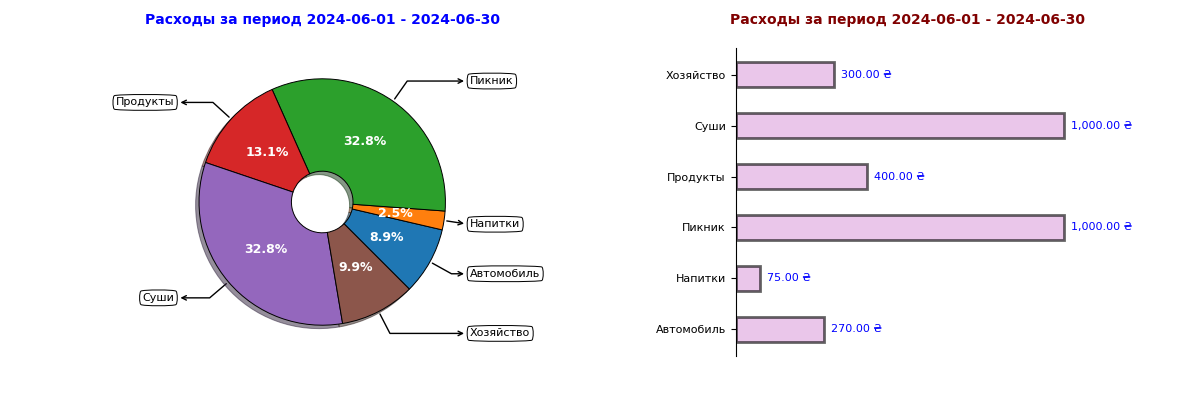 Расходы за период 2024-06-01 - 2024-06-30
Пикник
Продукты
32.8%
13.1%
2.5%
Напитки
8.9%
32.8%
9.9%
Автомобиль
Суши
Хозяйство
Расходы за период 2024-06-01 - 2024-06-30
Хозяйство 300.00 ₴
Суши 1,000.00 ₴
Продукты 400.00 ₴
Пикник 1,000.00 ₴
Напитки 75.00 ₴
Автомобиль 270.00 ₴